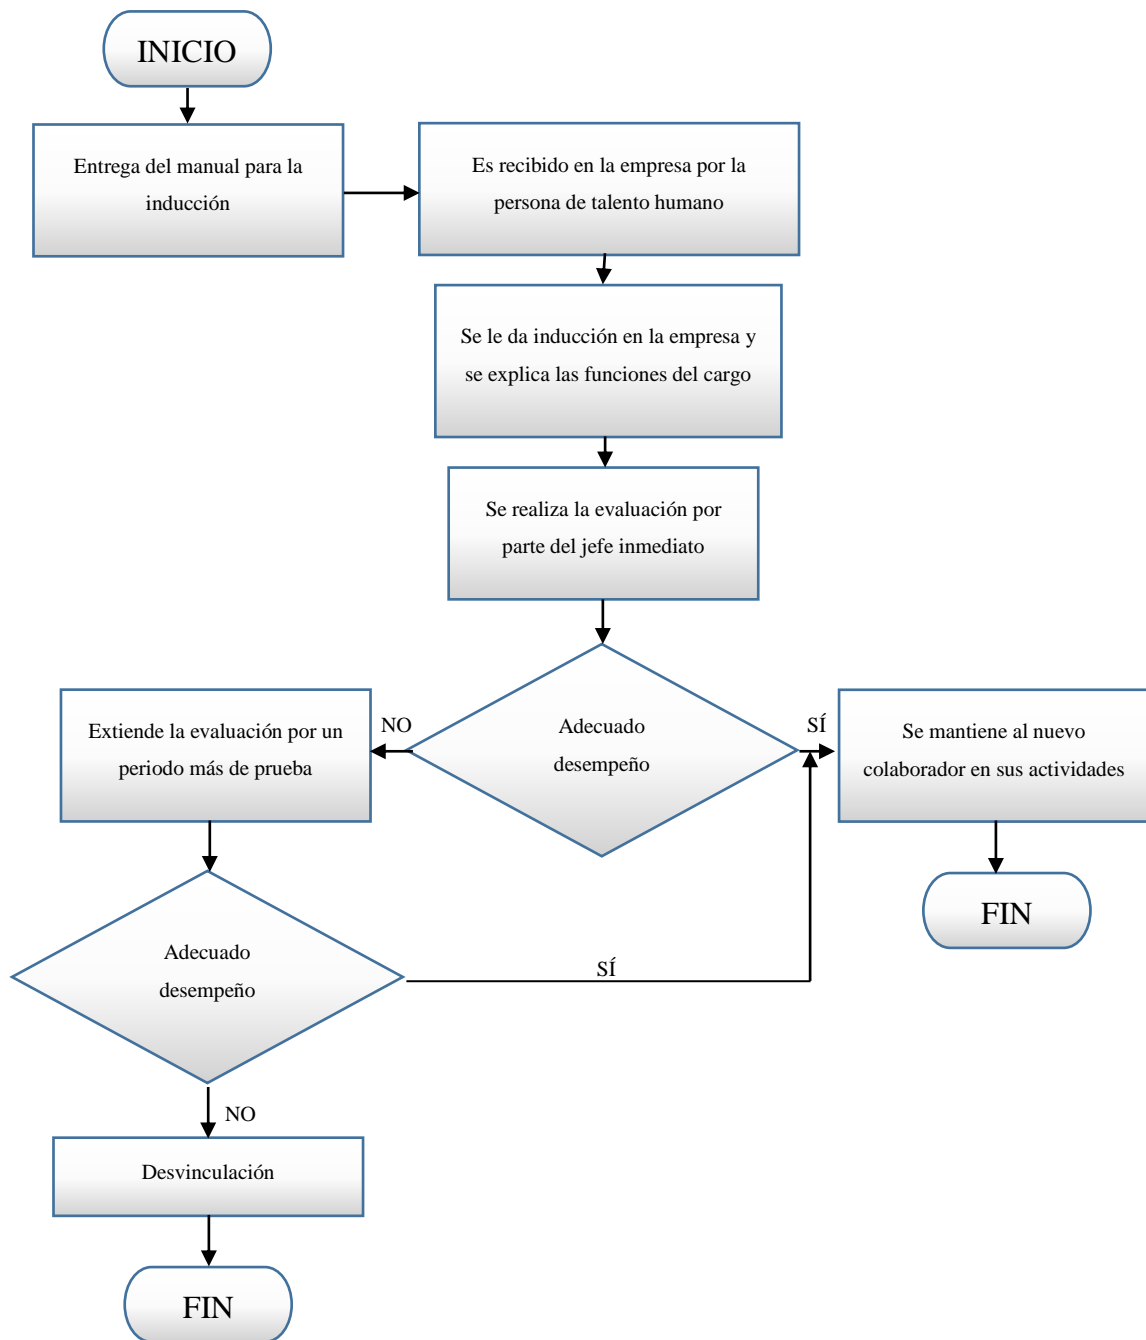 INICIO
Entrega del manual para la
inducción
Es recibido en la empresa por la
persona de talento humano
Se le da inducción en la empresa y
se explica las funciones del cargo
Se realiza la evaluación por
parte del jefe inmediato
Adecuado
desempeño
NO
SÍ
Extiende la evaluación por un
periodo más de prueba
Se mantiene al nuevo
colaborador en sus actividades
FIN
Adecuado
desempeño
SÍ
NO
Desvinculación
FIN